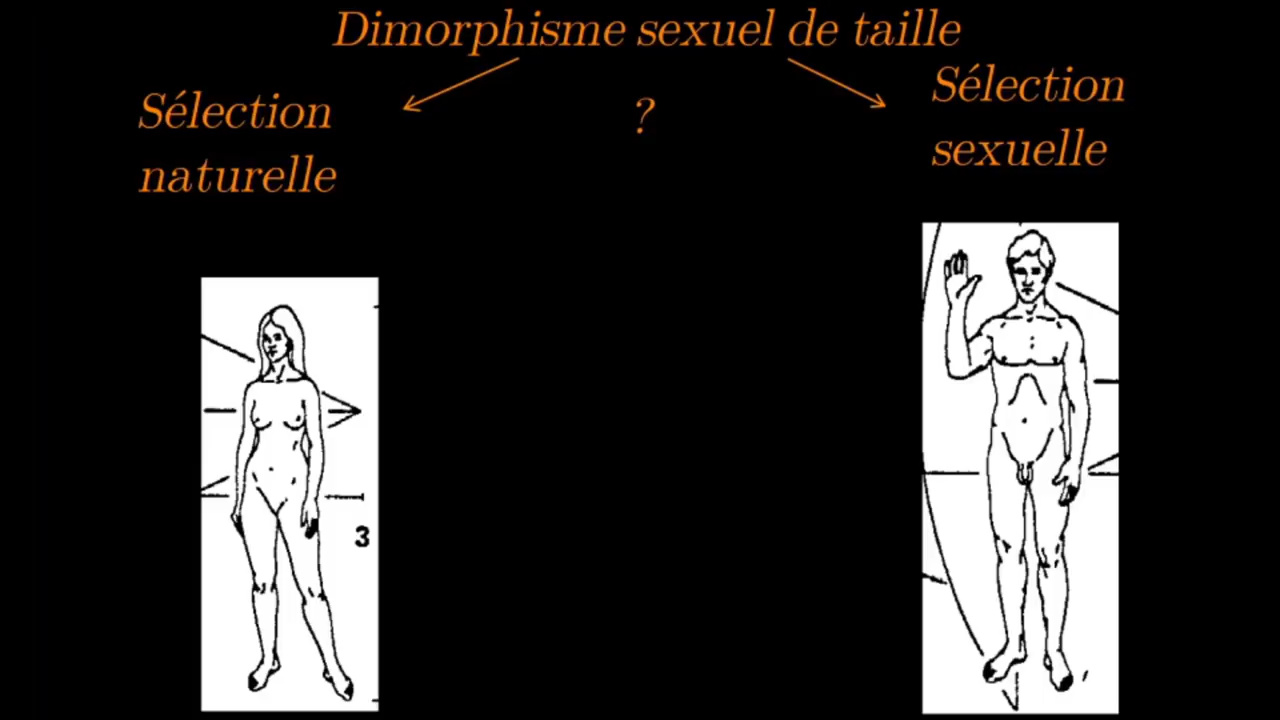 Dimorphisme sexuel de taille
Sélection
naturelle
?
Sélection
sexuelle
3